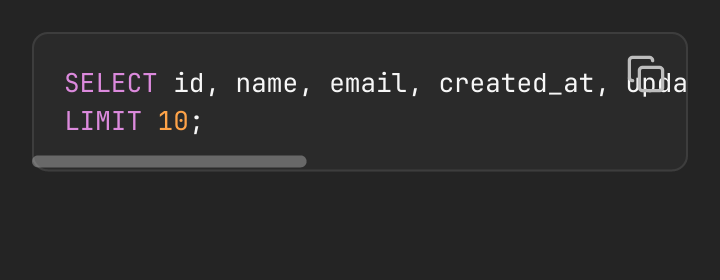 SELECT id, name, email, created_at,
LIMIT 10;